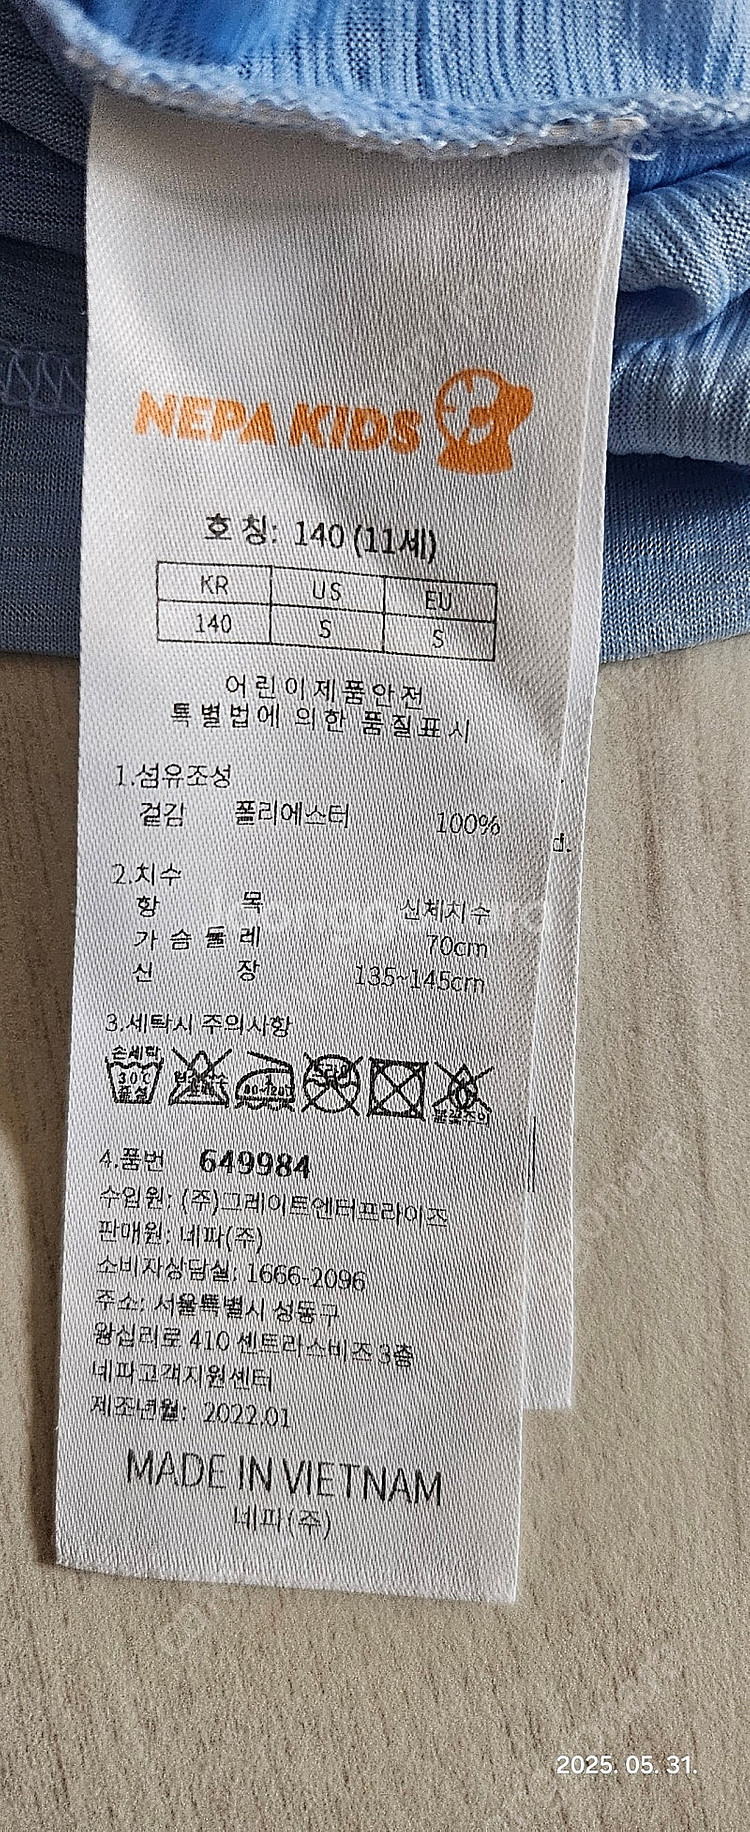 NEPA KIDS
호 칭: 140 (11세)
KR US EU
140 S S
어린이제품안전
특별법에 의한 품질표시
1.섬유조성
겉감 폴리에스터 100%
d.
2.치수
항 목 신체치수
가 슴 둘 레 70cm
신 장 135~145cm
3.세탁시 주의사항
손세탁
30℃
중성
80~120℃
4.품번 649984
수입원: (주)그레이트엔터프라이즈
판매원: 네파(주)
소비자상담실: 1666-2096
주소: 서울특별시 성동구
왕십리로 410 센트라스비즈 3층
네파고객지원센터
제조년월: 2022.01
MADE IN VIETNAM
네파(주)
2025. 05. 31.